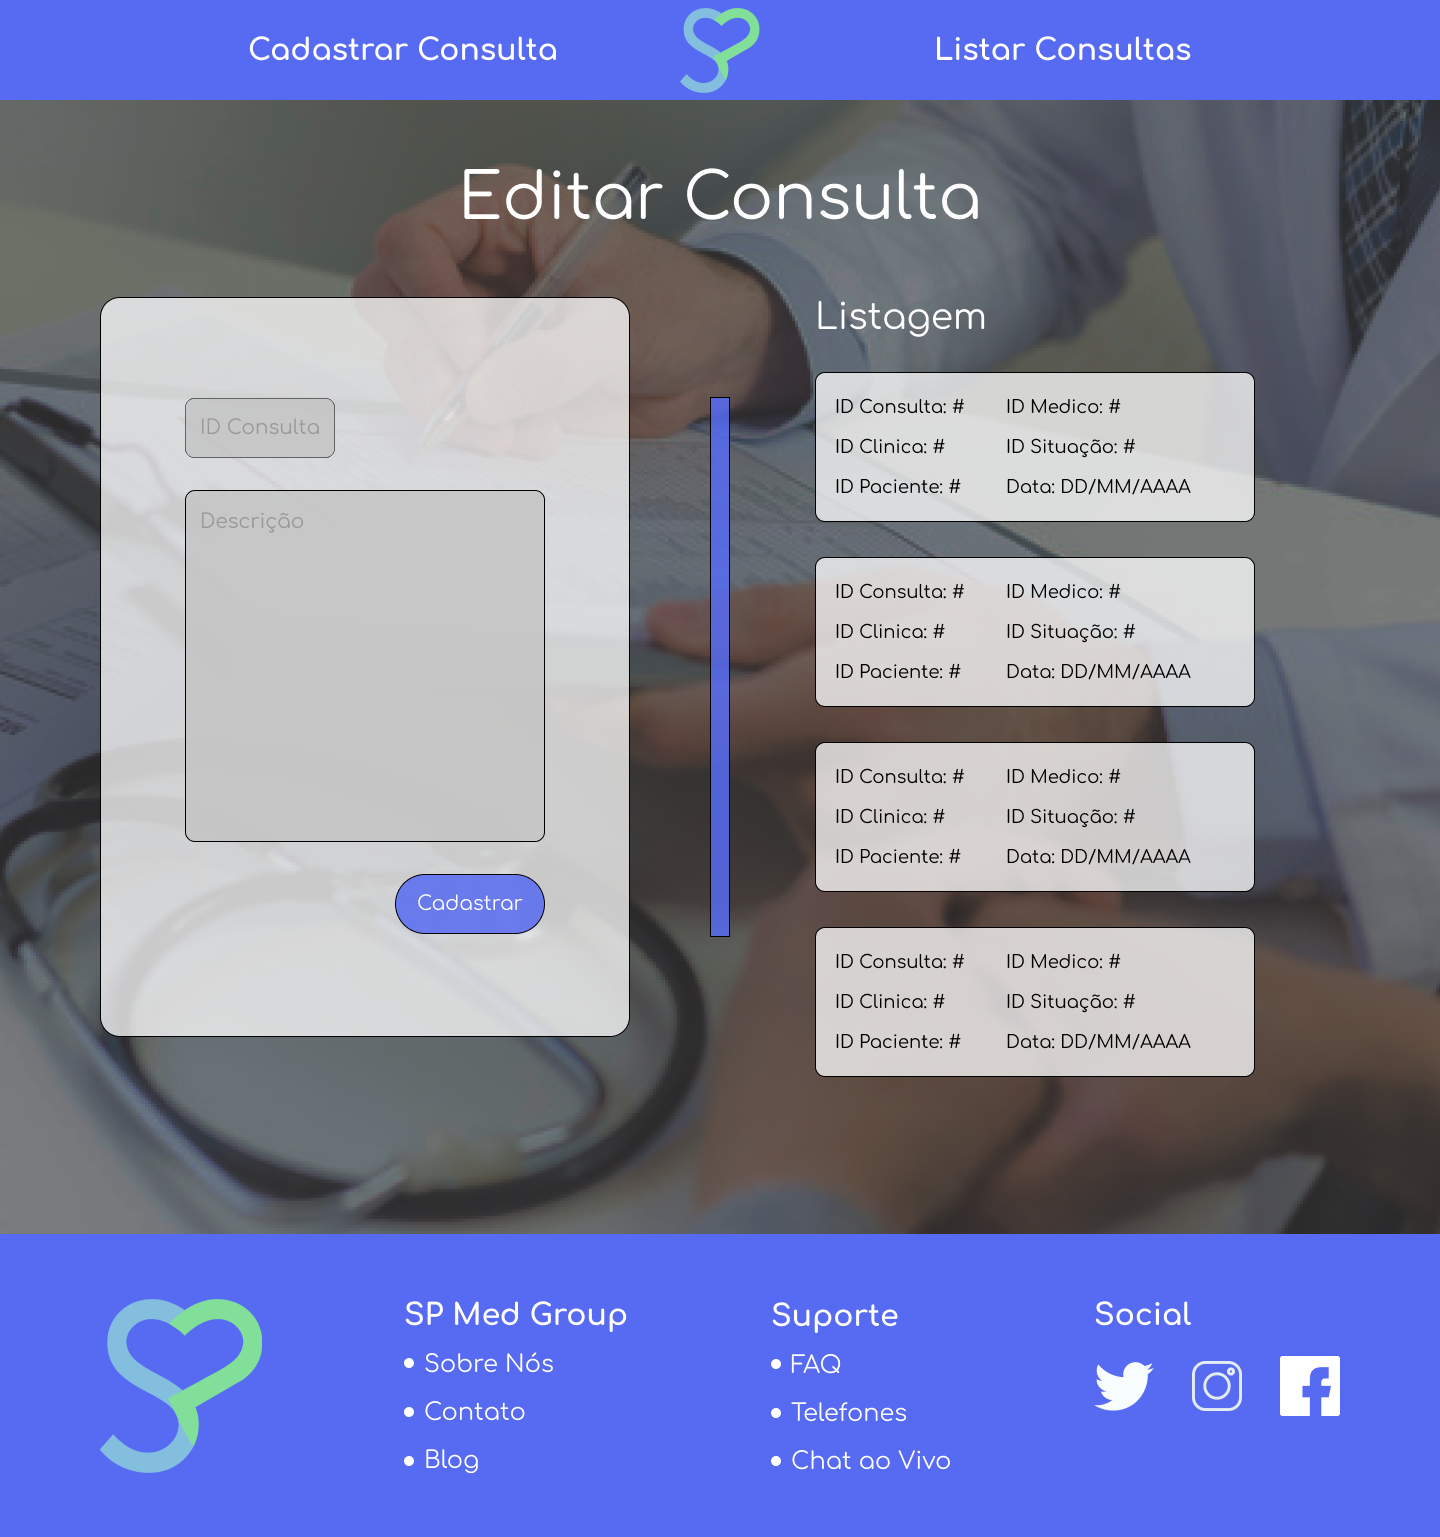 Cadastrar Consulta
Listar Consultas
Editar Consulta
ID Consulta
Descrição
Cadastrar
Listagem
ID Consulta: # ID Medico: #
ID Clinica: # ID Situação: #
ID Paciente: # Data: DD/MM/AAAA
ID Consulta: # ID Medico: #
ID Clinica: # ID Situação: #
ID Paciente: # Data: DD/MM/AAAA
ID Consulta: # ID Medico: #
ID Clinica: # ID Situação: #
ID Paciente: # Data: DD/MM/AAAA
ID Consulta: # ID Medico: #
ID Clinica: # ID Situação: #
ID Paciente: # Data: DD/MM/AAAA
SP Med Group
Sobre Nós
Contato
Blog
Suporte
FAQ
Telefones
Chat ao Vivo
Social